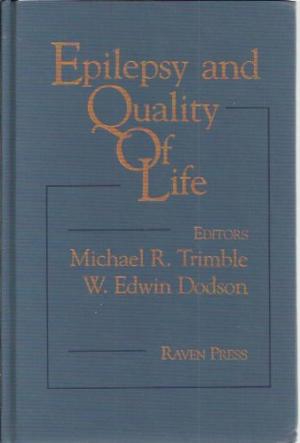 Epilepsy and
Quality
Of
Life
EDITORS
Michael R. Trimble
W. Edwin Dodson
RAVEN PRESS